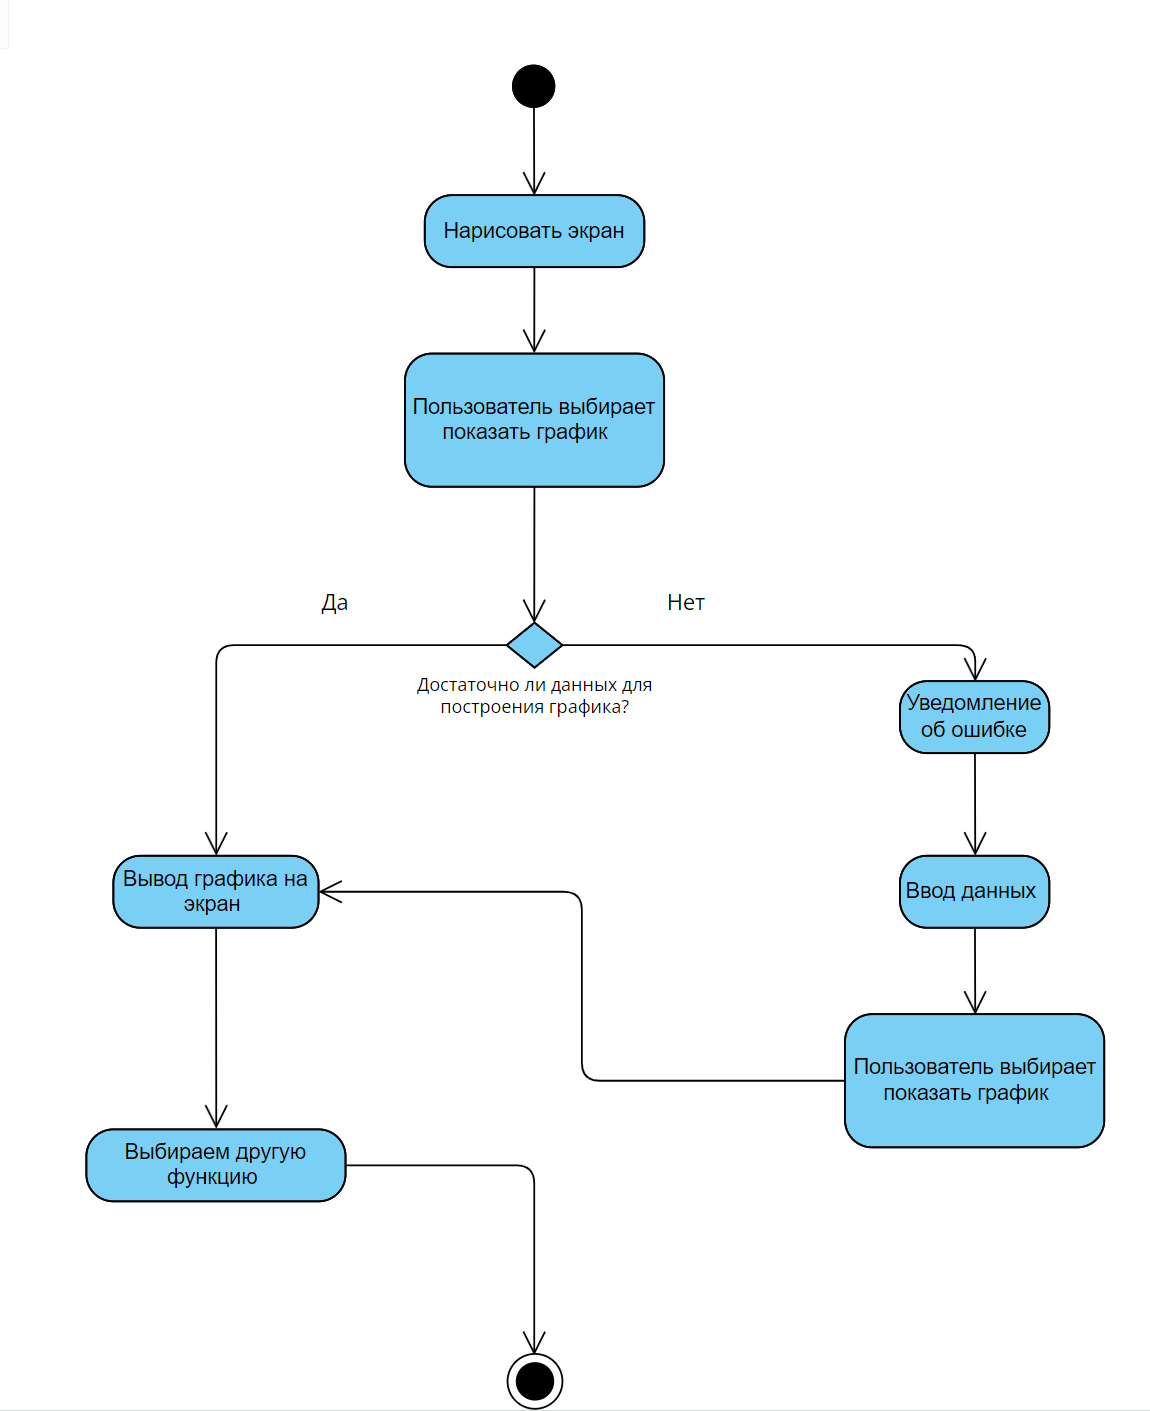 Нарисовать экран
Пользователь выбирает
показать график
Да
Нет
Достаточно ли данных для
построения графика?
Уведомление
об ошибке
Вывод графика на
экран
Ввод данных
Пользователь выбирает
показать график
Выбираем другую
функцию